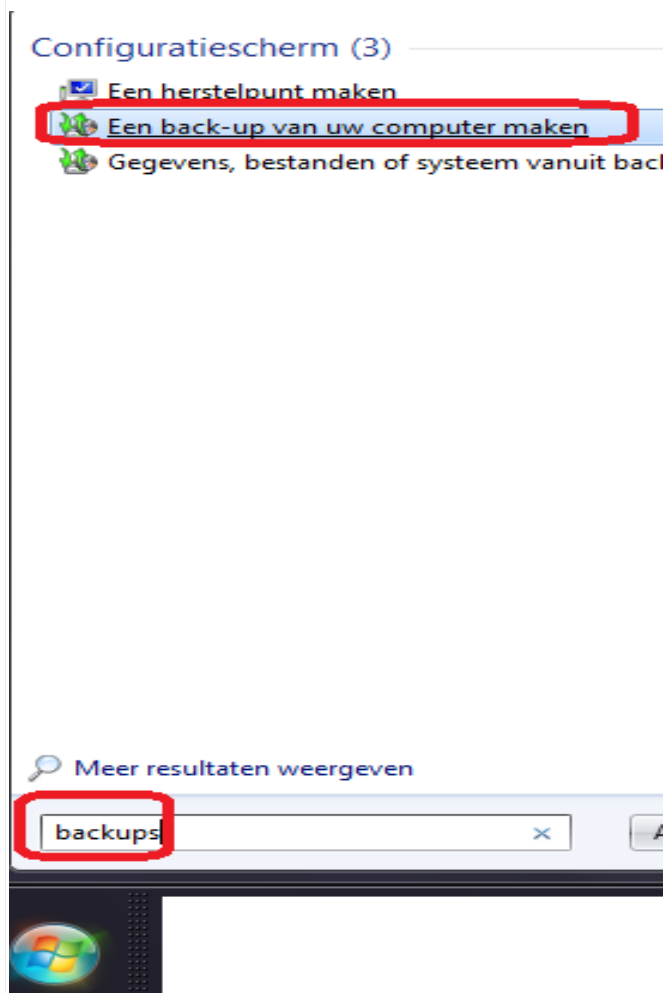 Configuratiescherm (3)
Een herstelpunt maken
Een back-up van uw computer maken
Gegevens, bestanden of systeem vanuit
Meer resultaten weergeven
backups